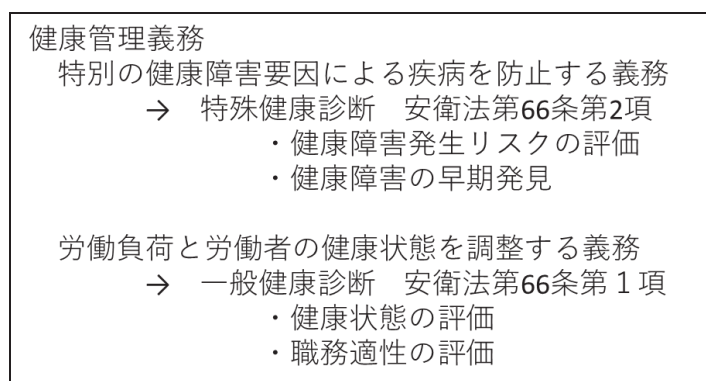 健康管理義務
特別の健康障害要因による疾病を防止する義務
→ 特殊健康診断 安衛法第66条第2項
・健康障害発生リスクの評価
・健康障害の早期発見
労働負荷と労働者の健康状態を調整する義務
→ 一般健康診断 安衛法第66条第１項
・健康状態の評価
・職務適性の評価